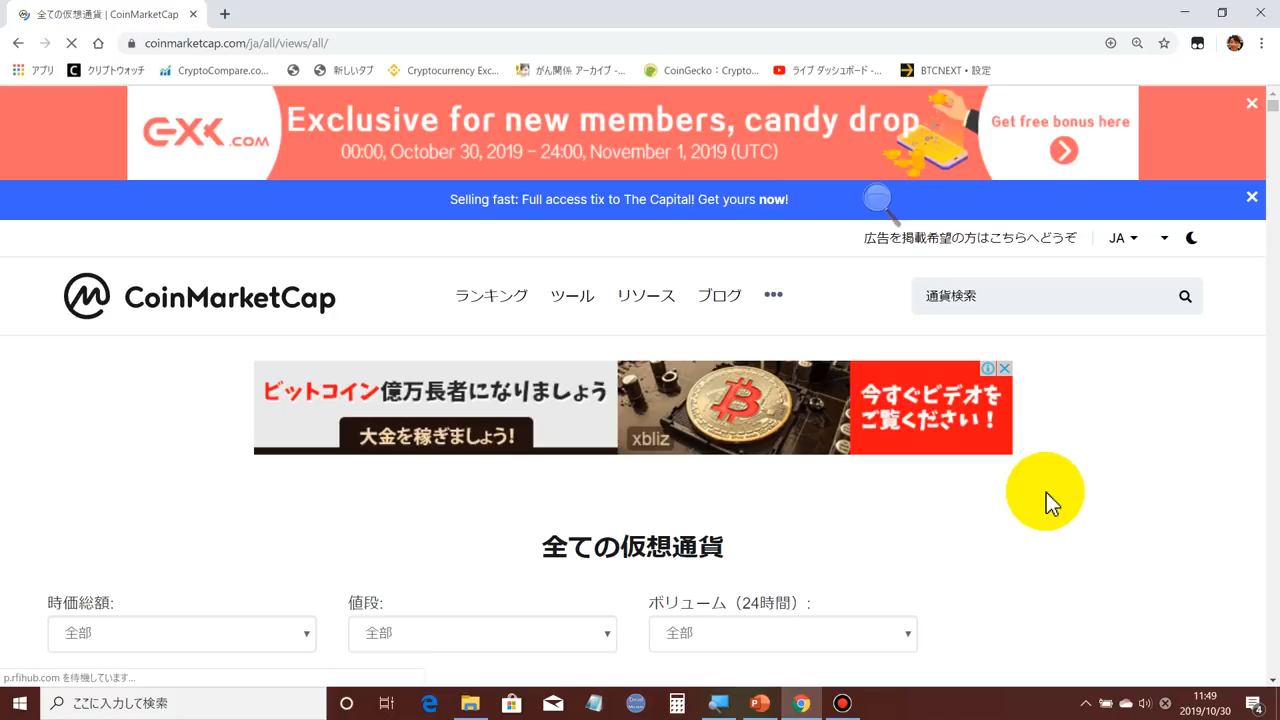 全ての仮想通貨 | CoinMarketCap
coinmarketcap.com/ja/all/views/all/
アプリ
クリプトウォッチ
CryptoCompare.co...
新しいタブ
Cryptocurrency Exc...
がん関係 アーカイブ -...
CoinGecko：Crypto...
ライブ ダッシュボード -...
BTCNEXT・設定
EXX.COM
Exclusive for new members, candy drop
00:00, October 30, 2019 – 24:00, November 1, 2019 (UTC)
Get free bonus here
Selling fast: Full access tix to The Capital! Get yours now!
広告を掲載希望の方はこちらへどうぞ
JA
CoinMarketCap
ランキング
ツール
リソース
ブログ
通貨検索
ビットコイン億万長者になりましょう
大金を稼ぎましょう!
xbliz
今すぐビデオを
ご覧ください!
全ての仮想通貨
時価総額:
値段:
ボリューム（24時間）:
全部
全部
全部
p.rfihub.com を待機しています...
ここに入力して検索
11:49
2019/10/30
4